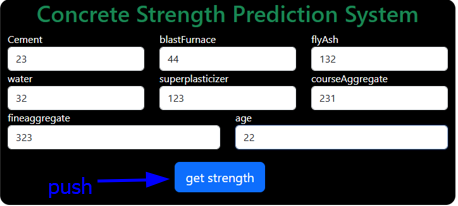 Concrete Strength Prediction System
Cement blastFurnace flyAsh
23 44 132
water superplasticizer courseAggregate
32 123 231
fineaggregate age
323 22
push get strength